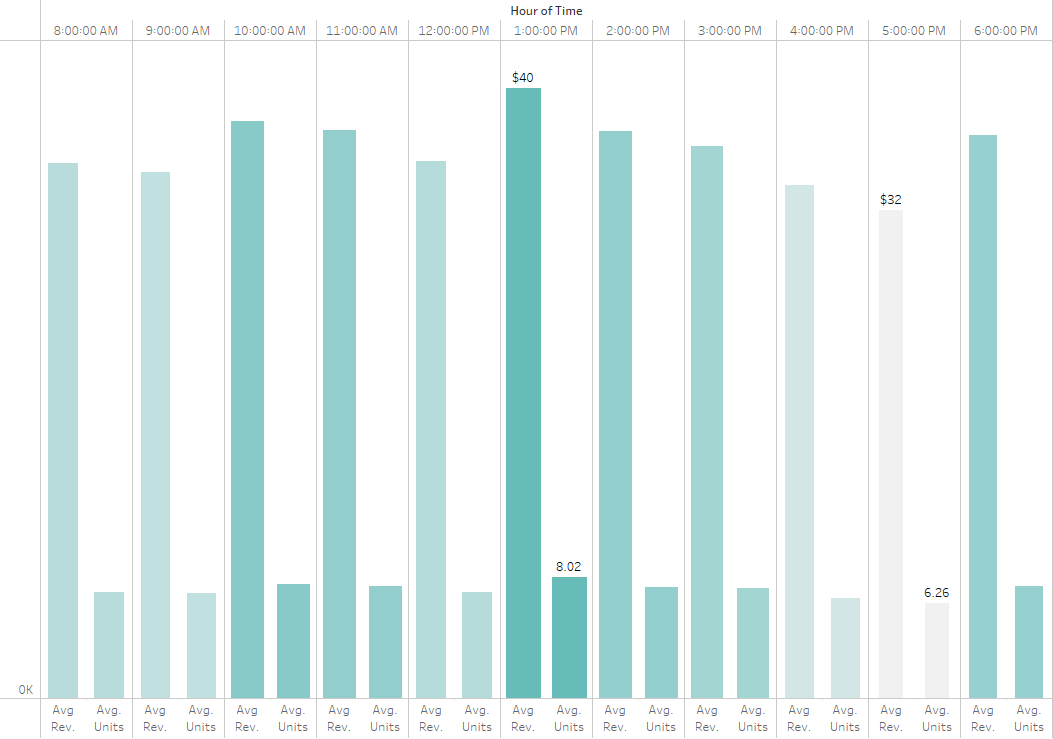 Hour of Time
8:00:00 AM 9:00:00 AM 10:00:00 AM 11:00:00 AM 12:00:00 PM 1:00:00 PM 2:00:00 PM 3:00:00 PM 4:00:00 PM 5:00:00 PM 6:00:00 PM
$40
$32
8.02
6.26
0K
Avg Avg. Avg Avg. Avg Avg. Avg Avg. Avg Avg. Avg Avg. Avg Avg. Avg Avg. Avg Avg. Avg Avg. Avg Avg.
Rev. Units Rev. Units Rev. Units Rev. Units Rev. Units Rev. Units Rev. Units Rev. Units Rev. Units Rev. Units Rev. Units